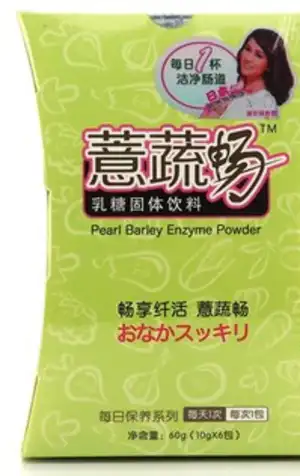 每日1杯
洁净肠道
薏蔬畅™
乳糖固体饮料
Pearl Barley Enzyme Powder
畅享纤活 薏蔬畅
おなかスッキリ
每日保养系列 每天1次 每次1包
净含量：60g（10gX6包）